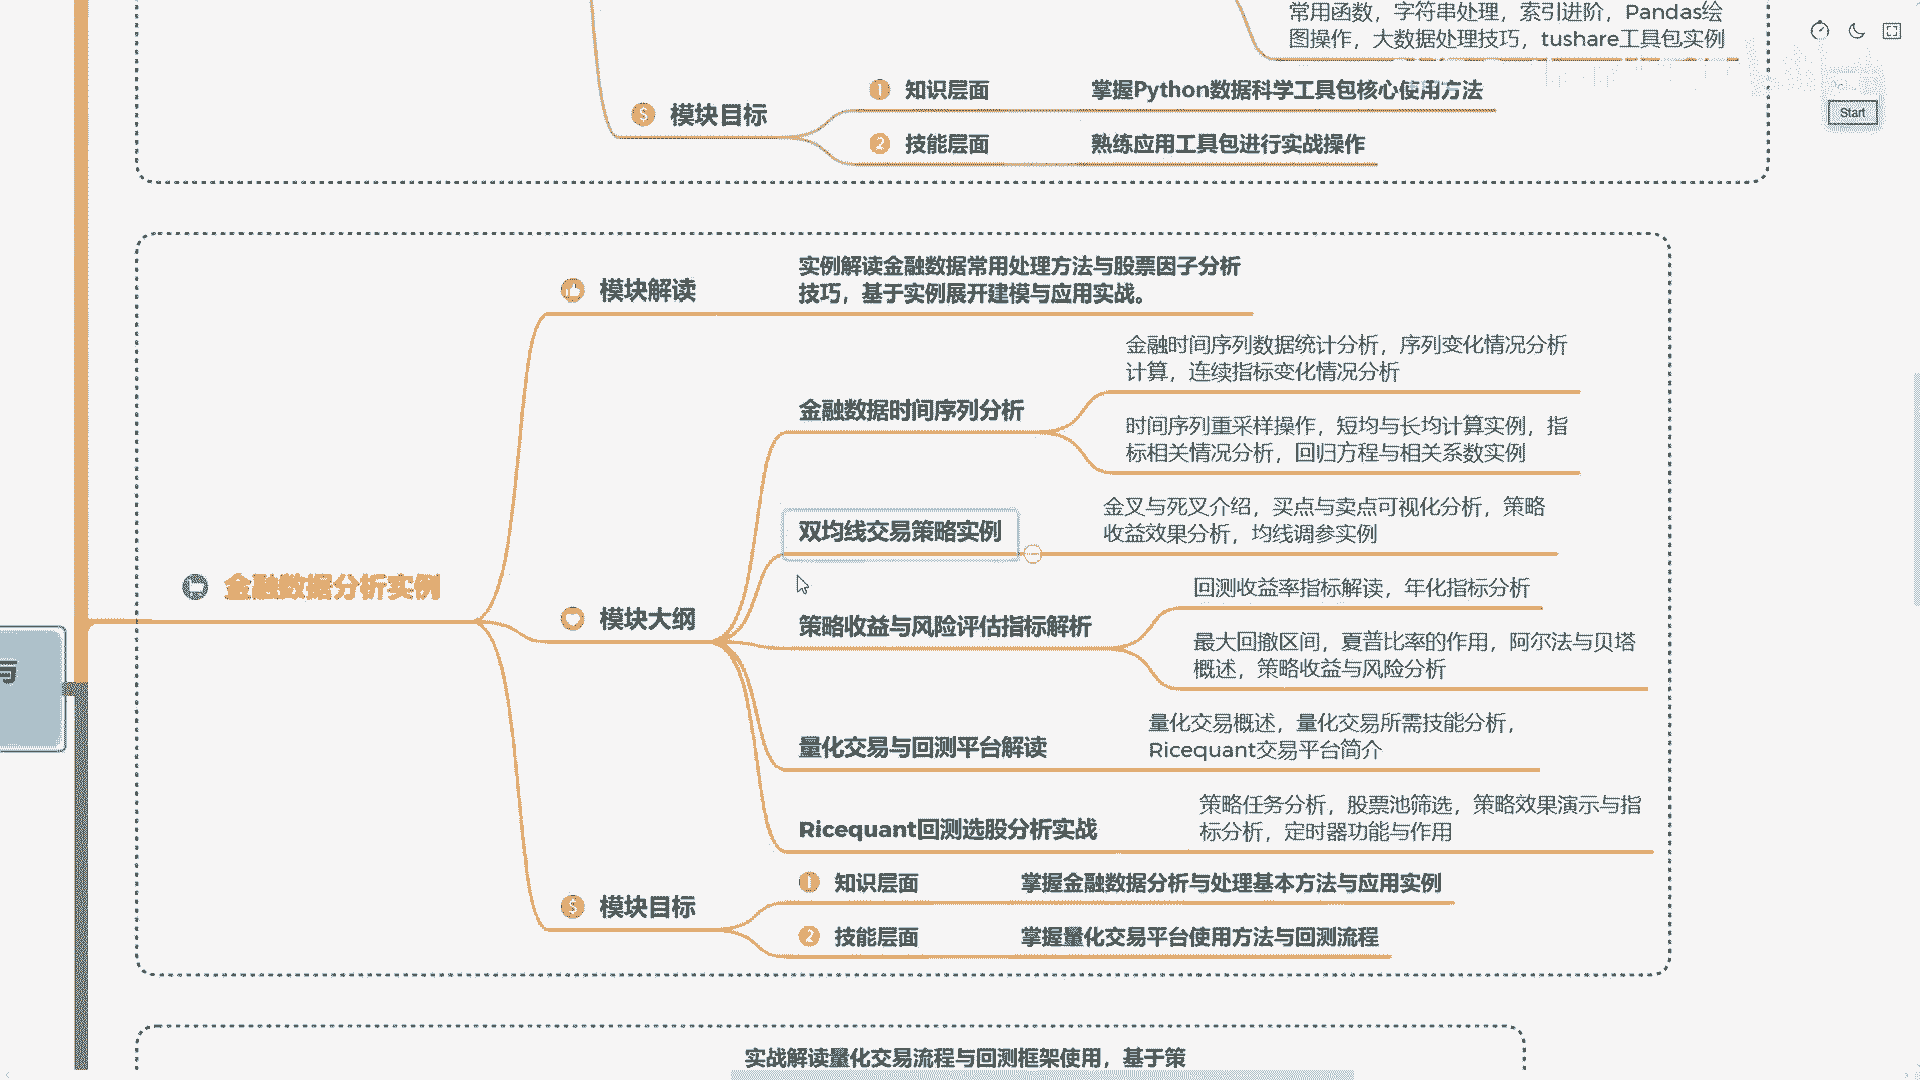 常用函数，字符串处理，索引进阶，Pandas绘
图操作，大数据处理技巧，tushare工具包实例
Start
$ 模块目标
1 知识层面 掌握Python数据科学工具包核心使用方法
2 技能层面 熟练应用工具包进行实战操作
模块解读
实例解读金融数据常用处理方法与股票因子分析
技巧，基于实例展开建模与应用实战。
金融数据时间序列分析
金融时间序列数据统计分析，序列变化情况分析
计算，连续指标变化情况分析
时间序列重采样操作，短均与长均计算实例，指
标相关情况分析，回归方程与相关系数实例
双均线交易策略实例
金叉与死叉介绍，买点与卖点可视化分析，策略
收益效果分析，均线调参实例
金融数据分析实例
模块大纲
策略收益与风险评估指标解析
回测收益率指标解读，年化指标分析
最大回撤区间，夏普比率的作用，阿尔法与贝塔
概述，策略收益与风险分析
与
量化交易与回测平台解读
量化交易概述，量化交易所需技能分析，
Ricequant交易平台简介
Ricequant回测选股分析实战
策略任务分析，股票池筛选，策略效果演示与指
标分析，定时器功能与作用
$ 模块目标
1 知识层面 掌握金融数据分析与处理基本方法与应用实例
2 技能层面 掌握量化交易平台使用方法与回测流程
实战解读量化交易流程与回测框架使用，基于策